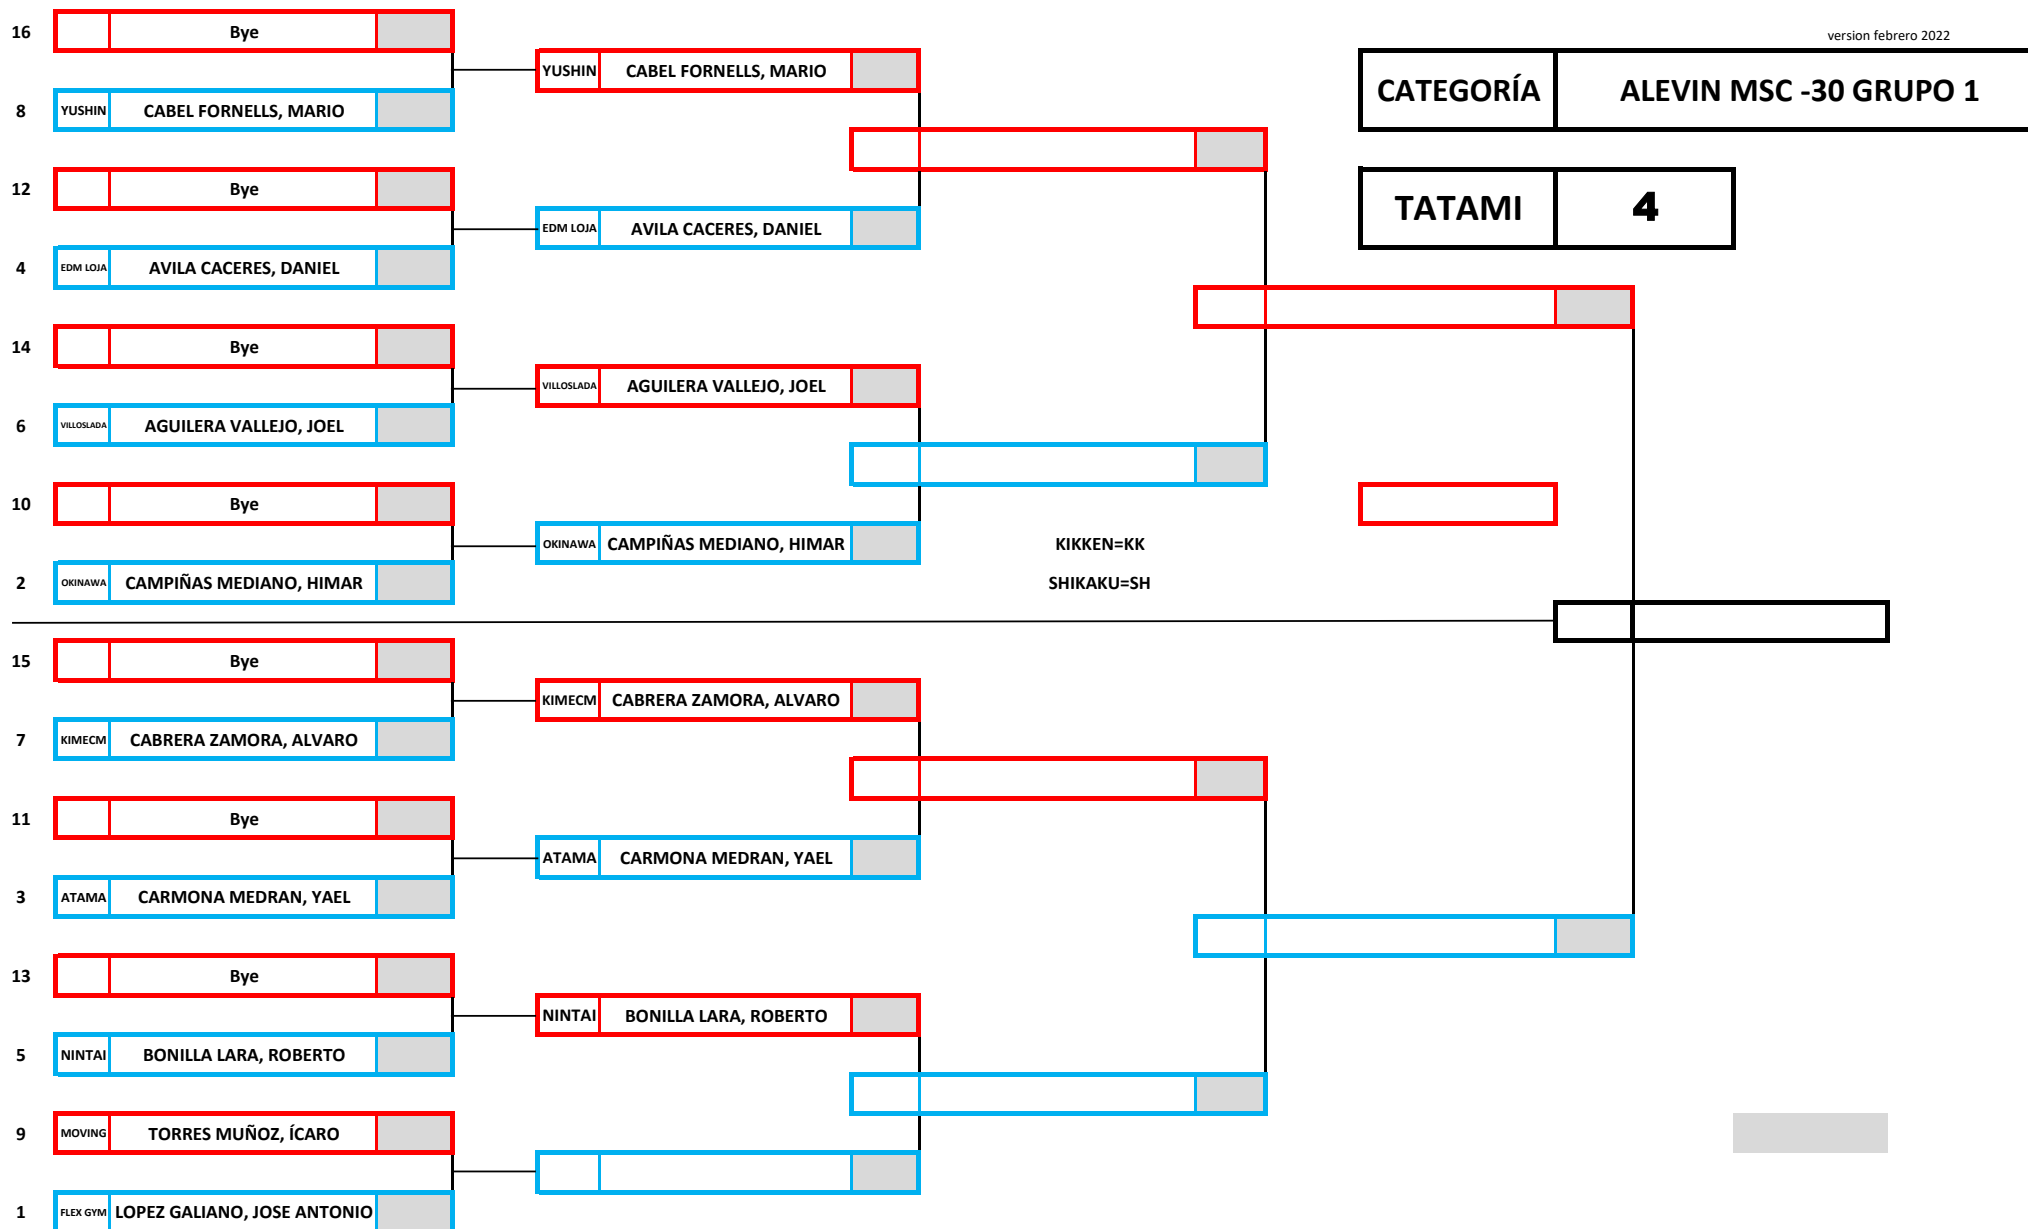 version febrero 2022
CATEGORÍA ALEVIN MSC -30 GRUPO 1
TATAMI 4
16 Bye
YUSHIN CABEL FORNELLS, MARIO
8 YUSHIN CABEL FORNELLS, MARIO
12 Bye
EDM LOJA AVILA CACERES, DANIEL
4 EDM LOJA AVILA CACERES, DANIEL
14 Bye
VILLOSLADA AGUILERA VALLEJO, JOEL
6 VILLOSLADA AGUILERA VALLEJO, JOEL
10 Bye
OKINAWA CAMPIÑAS MEDIANO, HIMAR
KIKKEN=KK
2 OKINAWA CAMPIÑAS MEDIANO, HIMAR
SHIKAKU=SH
15 Bye
KIMECM CABRERA ZAMORA, ALVARO
7 KIMECM CABRERA ZAMORA, ALVARO
11 Bye
ATAMA CARMONA MEDRAN, YAEL
3 ATAMA CARMONA MEDRAN, YAEL
13 Bye
NINTAI BONILLA LARA, ROBERTO
5 NINTAI BONILLA LARA, ROBERTO
9 MOVING TORRES MUÑOZ, ÍCARO
1 FLEX GYM LOPEZ GALIANO, JOSE ANTONIO